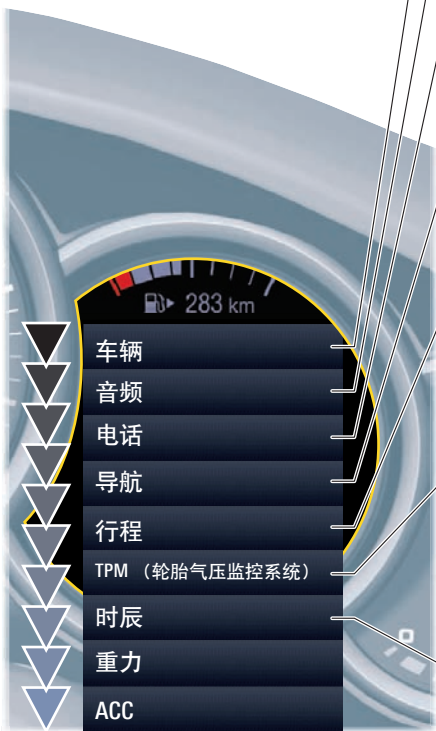 283 km
车辆
音频
电话
导航
行程
TPM （轮胎气压监控系统）
时辰
重力
ACC